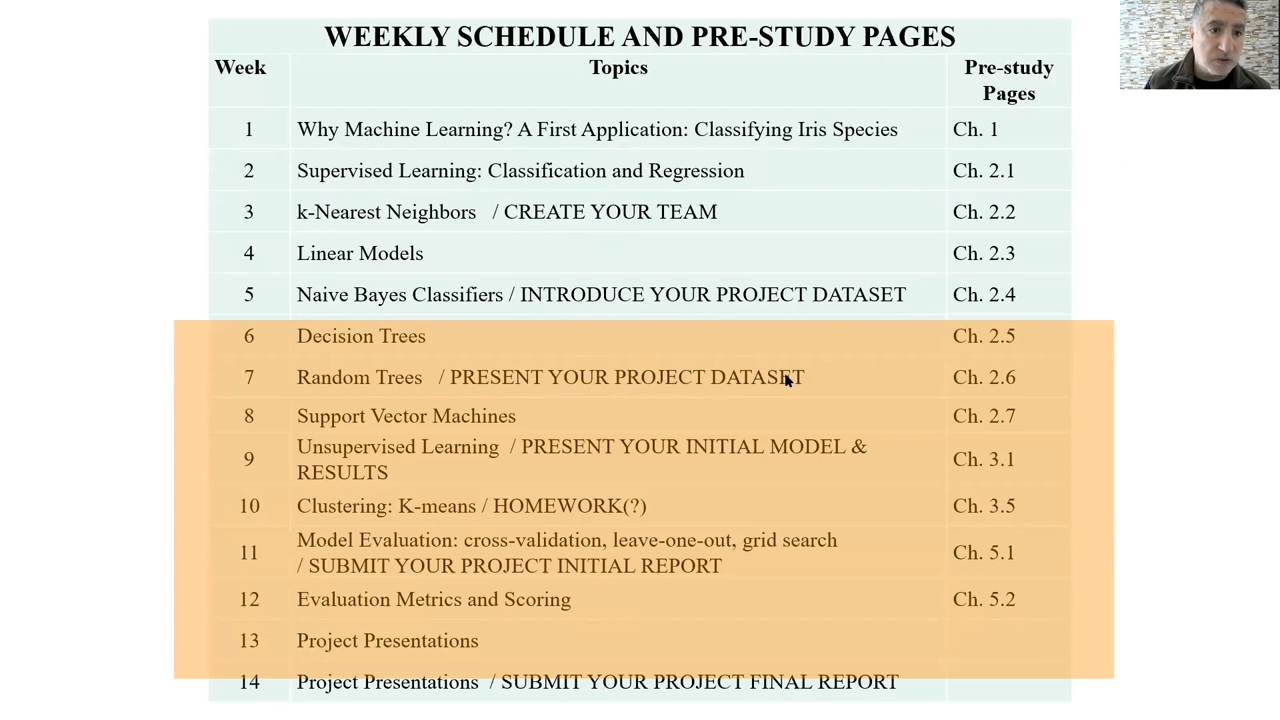 WEEKLY SCHEDULE AND PRE-STUDY PAGES
Week Topics Pre-study Pages
1 Why Machine Learning? A First Application: Classifying Iris Species Ch. 1
2 Supervised Learning: Classification and Regression Ch. 2.1
3 k-Nearest Neighbors / CREATE YOUR TEAM Ch. 2.2
4 Linear Models Ch. 2.3
5 Naive Bayes Classifiers / INTRODUCE YOUR PROJECT DATASET Ch. 2.4
6 Decision Trees Ch. 2.5
7 Random Trees / PRESENT YOUR PROJECT DATASET Ch. 2.6
8 Support Vector Machines Ch. 2.7
9 Unsupervised Learning / PRESENT YOUR INITIAL MODEL &
RESULTS Ch. 3.1
10 Clustering: K-means / HOMEWORK(?) Ch. 3.5
11 Model Evaluation: cross-validation, leave-one-out, grid search
/ SUBMIT YOUR PROJECT INITIAL REPORT Ch. 5.1
12 Evaluation Metrics and Scoring Ch. 5.2
13 Project Presentations
14 Project Presentations / SUBMIT YOUR PROJECT FINAL REPORT